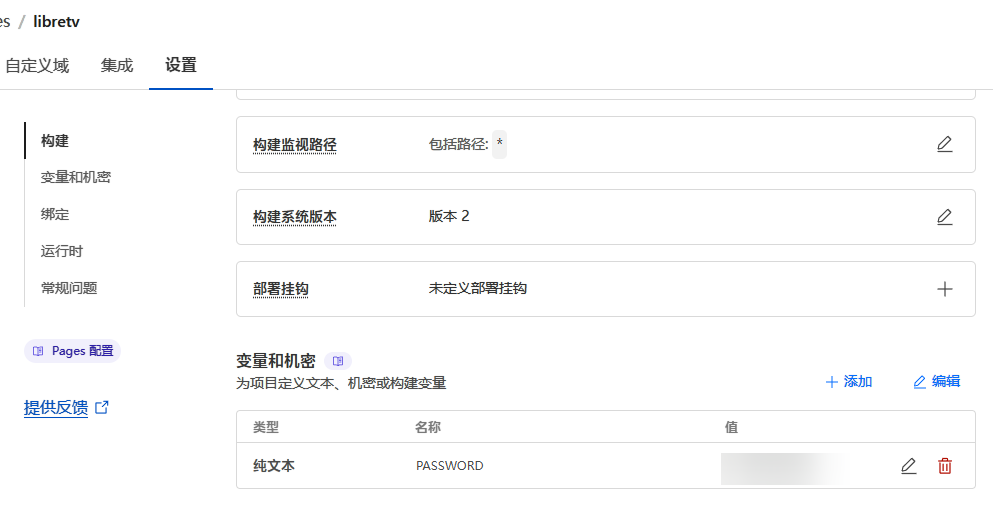 es / libretv
自定义域 集成 设置
构建
变量和机密
绑定
运行时
常规问题
Pages 配置
提供反馈
构建监视路径 包括路径: *
构建系统版本 版本 2
部署挂钩 未定义部署挂钩
变量和机密
为项目定义文本、机密或构建变量
添加 编辑
类型 名称 值
纯文本 PASSWORD